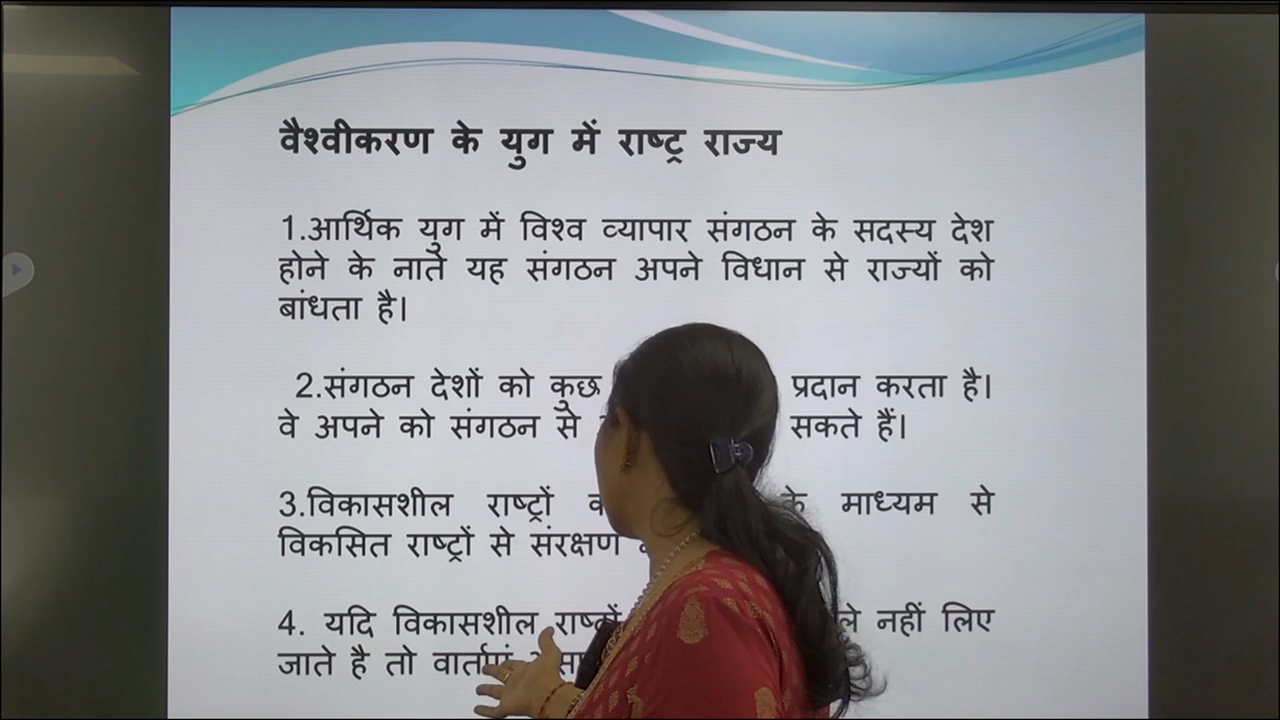 वैश्वीकरण के युग में राष्ट्र राज्य
1.आर्थिक युग में विश्व व्यापार संगठन के सदस्य देश
होने के नाते यह संगठन अपने विधान से राज्यों को
बांधता है।
2.संगठन देशों को कुछ प्रदान करता है।
वे अपने को संगठन से सकते हैं।
3.विकासशील राष्ट्रों के माध्यम से
विकसित राष्ट्रों से संरक्षण
4. यदि विकासशील राष्ट्रों नहीं लिए
जाते है तो